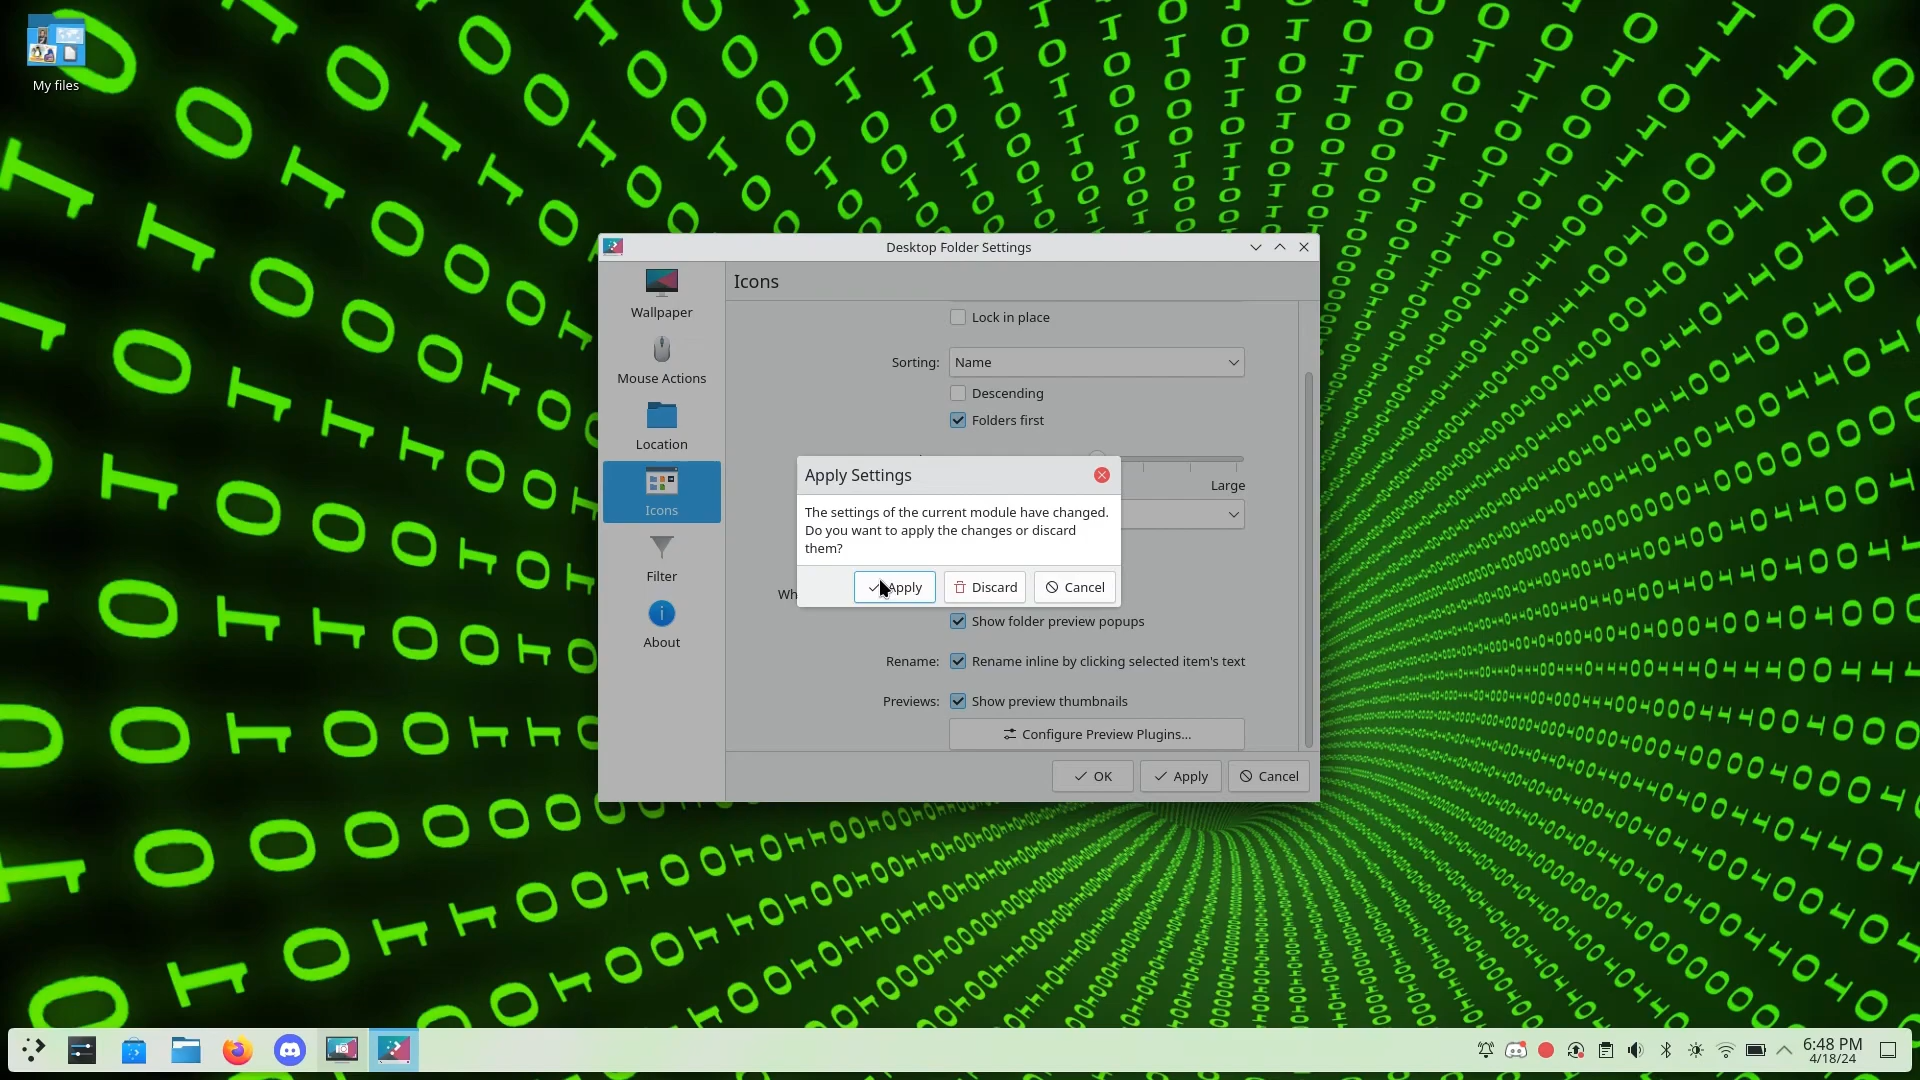 My files
Desktop Folder Settings
Wallpaper
Mouse Actions
Location
Icons
Filter
About
Icons
Lock in place
Sorting: Name
Descending
Folders first
Large
Apply Settings
The settings of the current module have changed.
Do you want to apply the changes or discard
them?
Apply
Discard
Cancel
Wh
Show folder preview popups
Rename: Rename inline by clicking selected item's text
Previews: Show preview thumbnails
Configure Preview Plugins...
OK
Apply
Cancel
6:48 PM
4/18/24